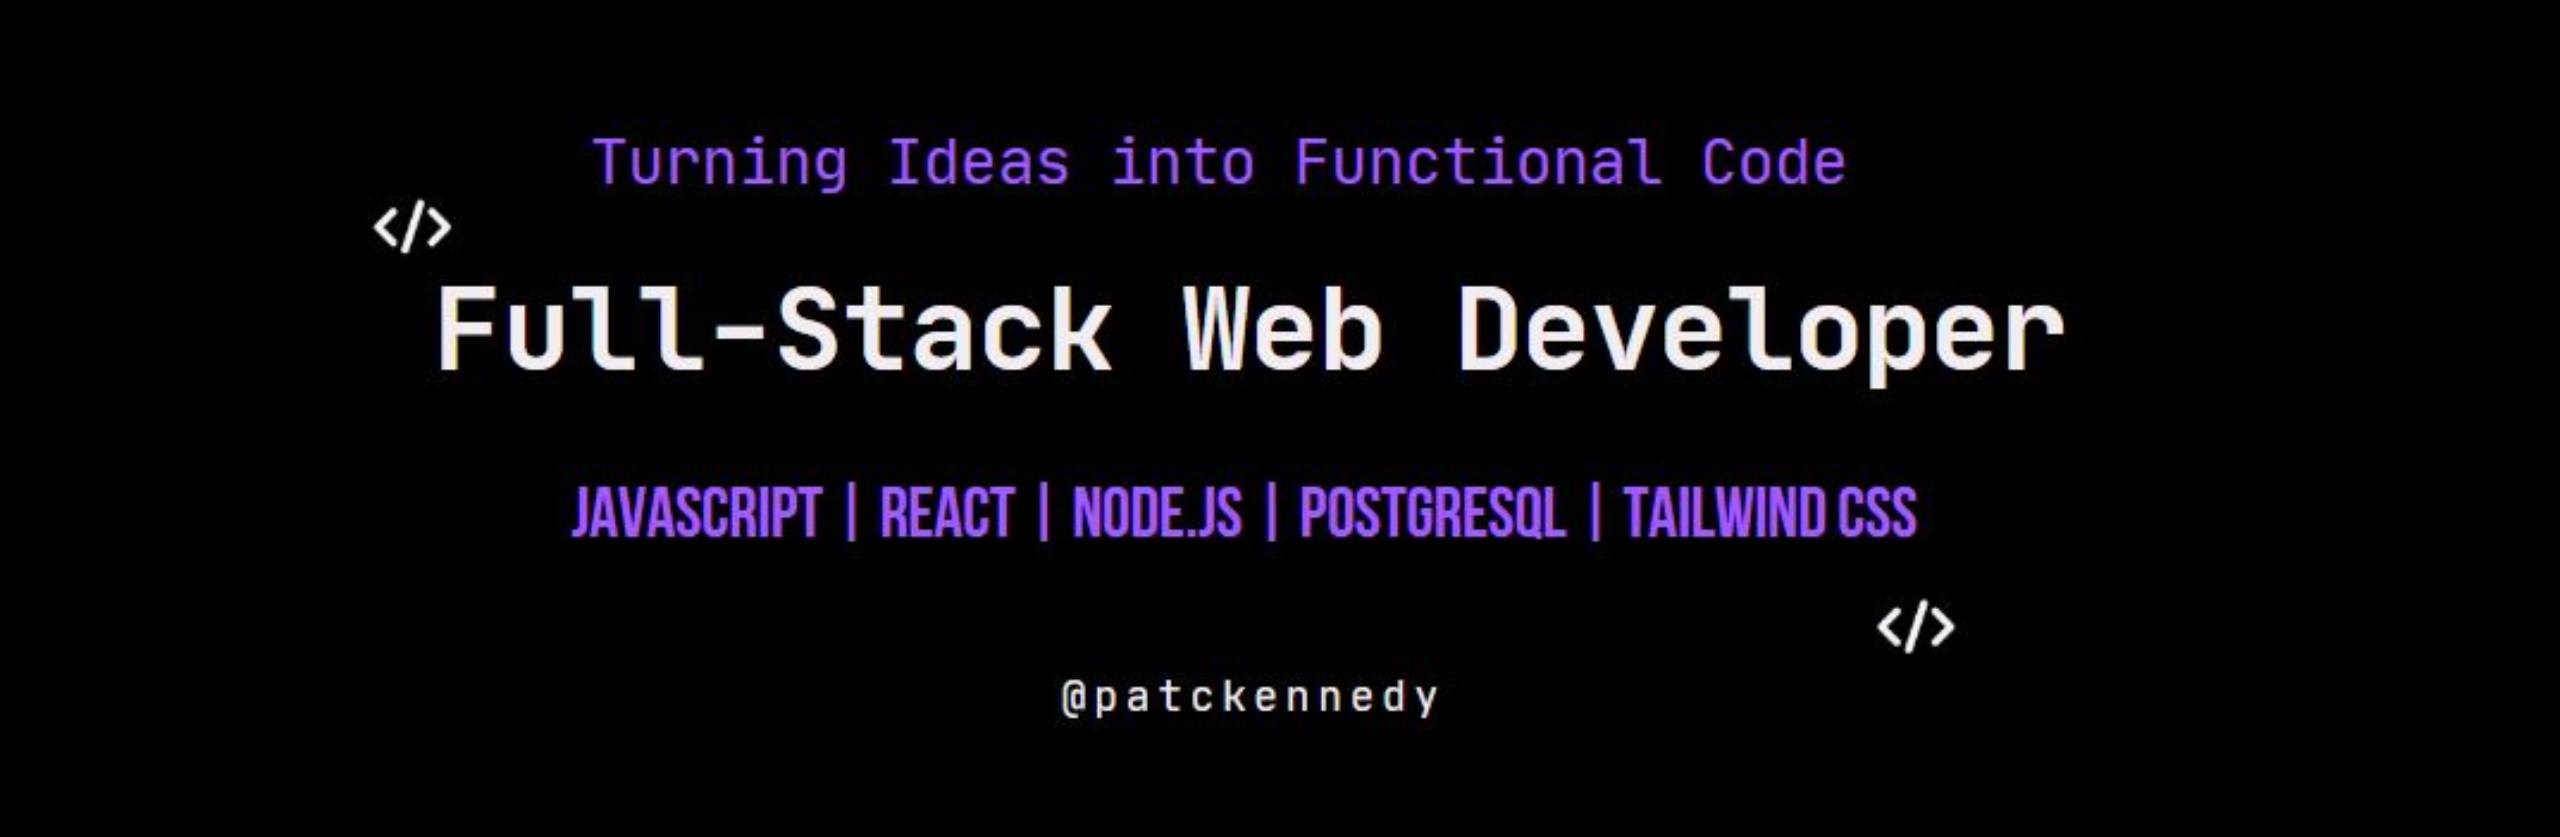 Turning Ideas into Functional Code
</>
Full-Stack Web Developer
JAVASCRIPT | REACT | NODE.JS | POSTGRESQL | TAILWIND CSS
</>
@patckennedy